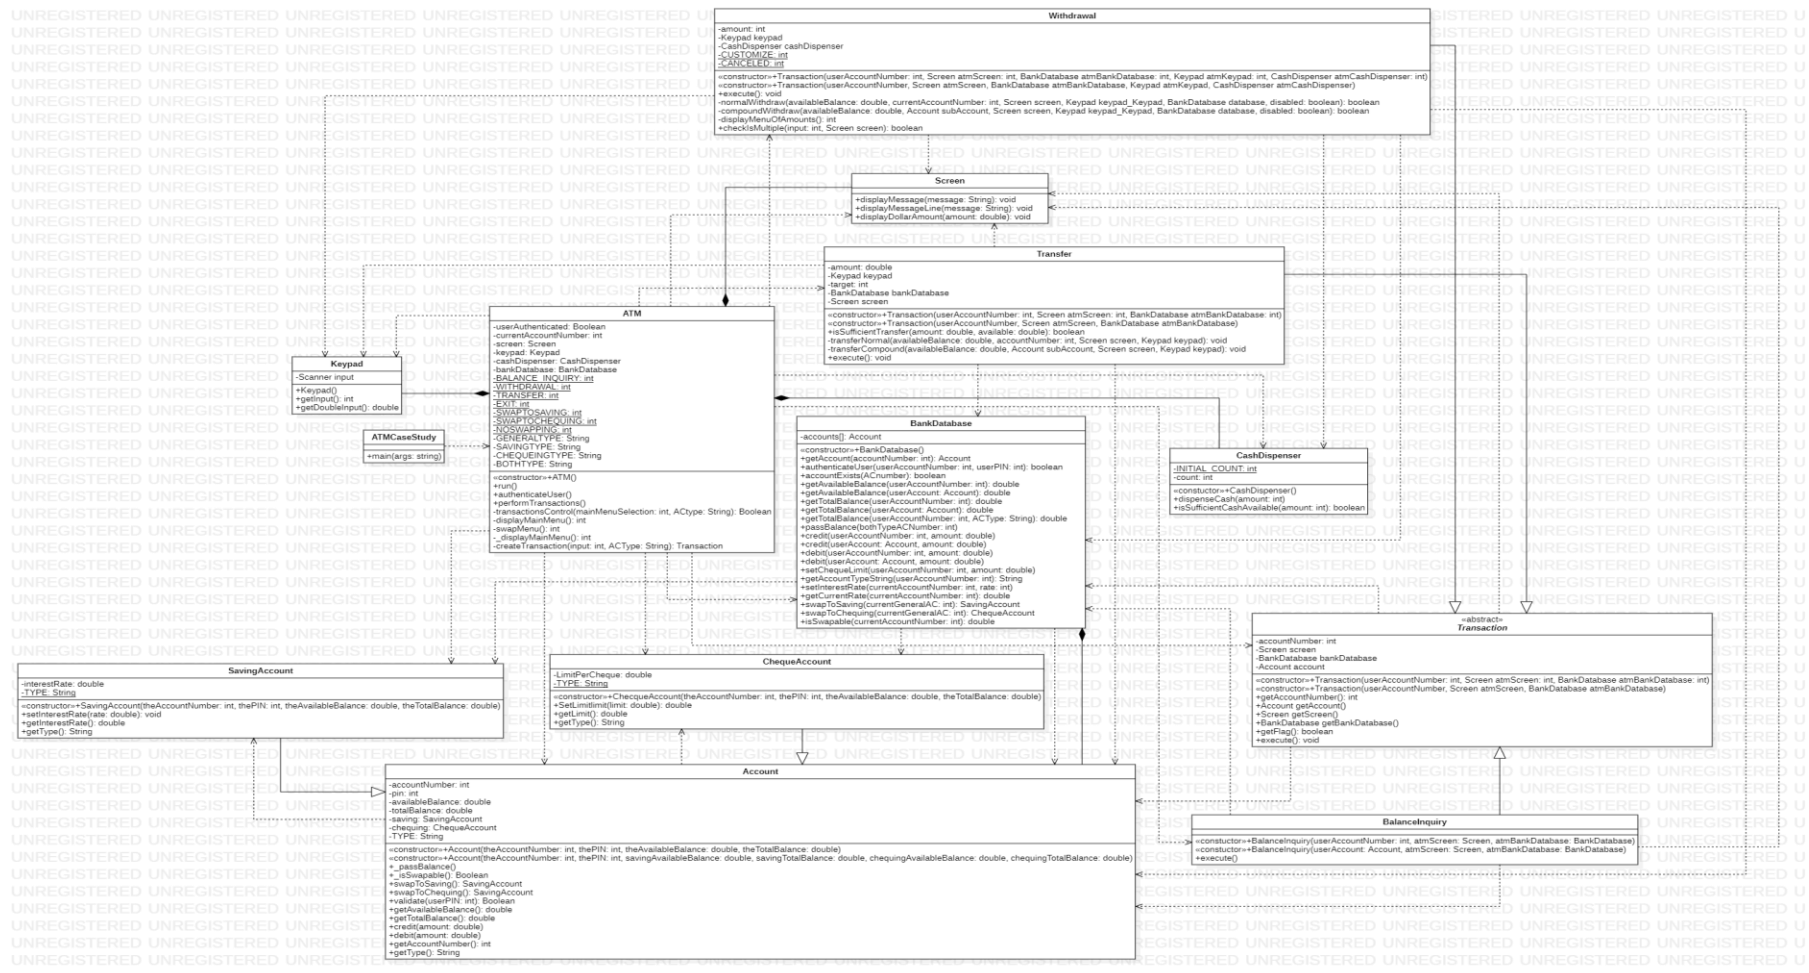 Withdrawal
-amount: int
-Keypad keypad
-CashDispenser cashDispenser
-CUSTOMIZE: int
-CANCELED: int
«constructor»+Transaction(userAccountNumber: int, Screen atmScreen: int, BankDatabase atmBankDatabase: int, Keypad atmKeypad: int, CashDispenser atmCashDispenser: int)
«constructor»+Transaction(userAccountNumber, Screen atmScreen, BankDatabase atmBankDatabase, Keypad atmKeypad, CashDispenser atmCashDispenser)
+execute(): void
-normalWithdraw(availableBalance: double, currentAccountNumber: int, Screen screen, Keypad keypad_Keypad, BankDatabase database, disabled: boolean): boolean
-compoundWithdraw(availableBalance: double, Account subAccount, Screen screen, Keypad keypad_Keypad, BankDatabase database, disabled: boolean): boolean
-displayMenuOfAmounts(): int
+checkIsMultiple(input: int, Screen screen): boolean
Screen
+displayMessage(message: String): void
+displayMessageLine(message: String): void
+displayDollarAmount(amount: double): void
Transfer
-amount: double
-Keypad keypad
-target: int
-BankDatabase bankDatabase
-Screen screen
«constructor»+Transaction(userAccountNumber: int, Screen atmScreen: int, BankDatabase atmBankDatabase: int)
«constructor»+Transaction(userAccountNumber, Screen atmScreen, BankDatabase atmBankDatabase)
+isSufficientTransfer(amount: double, available: double): boolean
-transferNormal(availableBalance: double, accountNumber: int, Screen screen, Keypad keypad): void
-transferCompound(availableBalance: double, Account subAccount, Screen screen, Keypad keypad): void
+execute(): void
ATM
-userAuthenticated: Boolean
-currentAccountNumber: int
-screen: Screen
-keypad: Keypad
-cashDispenser: CashDispenser
-bankDatabase: BankDatabase
-BALANCE_INQUIRY: int
-WITHDRAWAL: int
-TRANSFER: int
-EXIT: int
-SWAPTOSAVING: int
-SWAPTOCHEQUING: int
-NOSWAPPING: int
-GENERALTYPE: String
-SAVINGTYPE: String
-CHEQUEINGTYPE: String
-BOTHTYPE: String
«constructor»+ATM()
+run()
+authenticateUser()
+performTransactions()
-transactionsControl(mainMenuSelection: int, ACtype: String): Boolean
-displayMainMenu(): int
-swapMenu(): int
-_displayMainMenu(): int
-createTransaction(input: int, ACType: String): Transaction
Keypad
-Scanner input
+Keypad()
+getInput(): int
+getDoubleInput(): double
ATMCaseStudy
+main(args: string)
BankDatabase
-accounts[]: Account
«constructor»+BankDatabase()
+getAccount(accountNumber: int): Account
+authenticateUser(userAccountNumber: int, userPIN: int): boolean
+accountExists(ACnumber): boolean
+getAvailableBalance(userAccountNumber: int): double
+getAvailableBalance(userAccount: Account): double
+getTotalBalance(userAccountNumber: int): double
+getTotalBalance(userAccount: Account): double
+getTotalBalance(userAccountNumber: int, ACType: String): double
+passBalance(bothTypeACNumber: int)
+credit(userAccountNumber: int, amount: double)
+credit(userAccount: Account, amount: double)
+debit(userAccountNumber: int, amount: double)
+debit(userAccount: Account, amount: double)
+setChequeLimit(userAccountNumber: int, amount: double)
+getAccountTypeString(userAccountNumber: int): String
+setInterestRate(currentAccountNumber: int, rate: int)
+getCurrentRate(currentAccountNumber: int): double
+swapToSaving(currentGeneralAC: int): SavingAccount
+swapToChequing(currentGeneralAC: int): ChequeAccount
+isSwapable(currentAccountNumber: int): double
CashDispenser
-INITIAL_COUNT: int
-count: int
«constuctor»+CashDispenser()
+dispenseCash(amount: int)
+isSufficientCashAvailable(amount: int): boolean
«abstract»
Transaction
-accountNumber: int
-Screen screen
-BankDatabase bankDatabase
-Account account
«constructor»+Transaction(userAccountNumber: int, Screen atmScreen: int, BankDatabase atmBankDatabase: int)
«constructor»+Transaction(userAccountNumber, Screen atmScreen, BankDatabase atmBankDatabase)
+getAccountNumber(): int
+Account getAccount()
+Screen getScreen()
+BankDatabase getBankDatabase()
+getFlag(): boolean
+execute(): void
SavingAccount
-interestRate: double
-TYPE: String
«constructor»+SavingAccount(theAccountNumber: int, thePIN: int, theAvailableBalance: double, theTotalBalance: double)
+setInterestRate(rate: double): void
+getInterestRate(): double
+getType(): String
ChequeAccount
-LimitPerCheque: double
-TYPE: String
«constructor»+ChecqueAccount(theAccountNumber: int, thePIN: int, theAvailableBalance: double, theTotalBalance: double)
+SetLimitlimit(limit: double): double
+getLimit(): double
+getType(): String
Account
-accountNumber: int
-pin: int
-availableBalance: double
-totalBalance: double
-saving: SavingAccount
-chequing: ChequeAccount
-TYPE: String
«constructor»+Account(theAccountNumber: int, thePIN: int, theAvailableBalance: double, theTotalBalance: double)
«constructor»+Account(theAccountNumber: int, thePIN: int, savingAvailableBalance: double, savingTotalBalance: double, chequingAvailableBalance: double, chequingTotalBalance: double)
+_passBalance()
+_isSwapable(): Boolean
+swapToSaving(): SavingAccount
+swapToChequing(): SavingAccount
+validate(userPIN: int): Boolean
+getAvailableBalance(): double
+getTotalBalance(): double
+credit(amount: double)
+debit(amount: double)
+getAccountNumber(): int
+getType(): String
BalanceInquiry
«constuctor»+BalanceInquiry(userAccountNumber: int, atmScreen: Screen, atmBankDatabase: BankDatabase)
«constuctor»+BalanceInquiry(userAccount: Account, atmScreen: Screen, atmBankDatabase: BankDatabase)
+execute()
UNREGISTERED